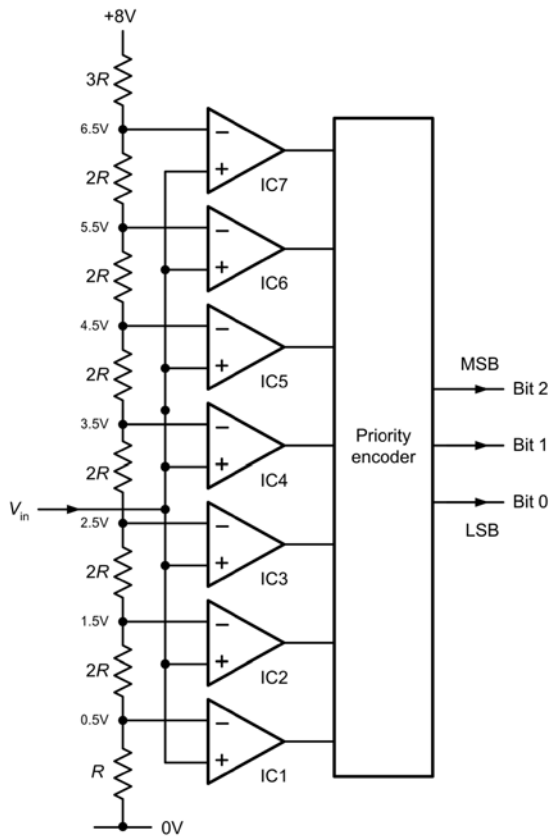 +8V
3R
6.5V
IC7
2R
5.5V
IC6
2R
4.5V
IC5
2R
3.5V
IC4
2R
Vin
2.5V
IC3
2R
1.5V
IC2
2R
0.5V
IC1
R
0V
− +
− +
− +
− +
− +
− +
− +
Priority
encoder
MSB
Bit 2
Bit 1
Bit 0
LSB